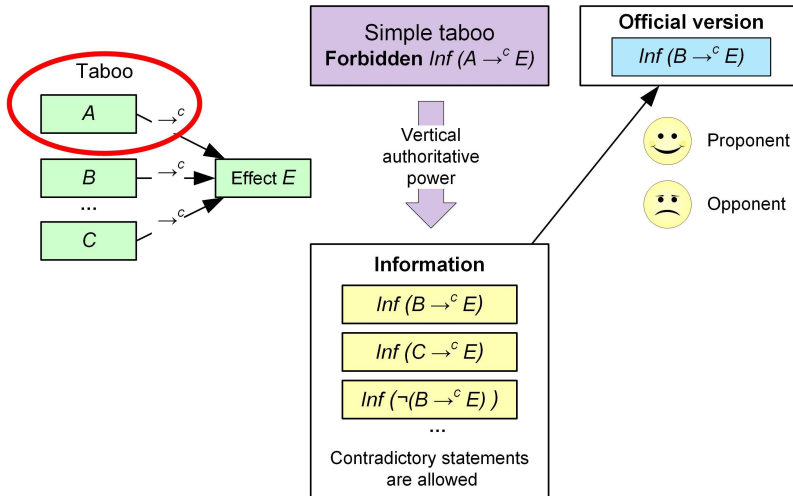 Taboo
A
→c
B
→c
...
C
→c
Effect E
Simple taboo
Forbidden Inf (A →c E)
Vertical
authoritative
power
Information
Inf (B →c E)
Inf (C →c E)
Inf (¬(B →c E) )
...
Contradictory statements
are allowed
Official version
Inf (B →c E)
Proponent
Opponent